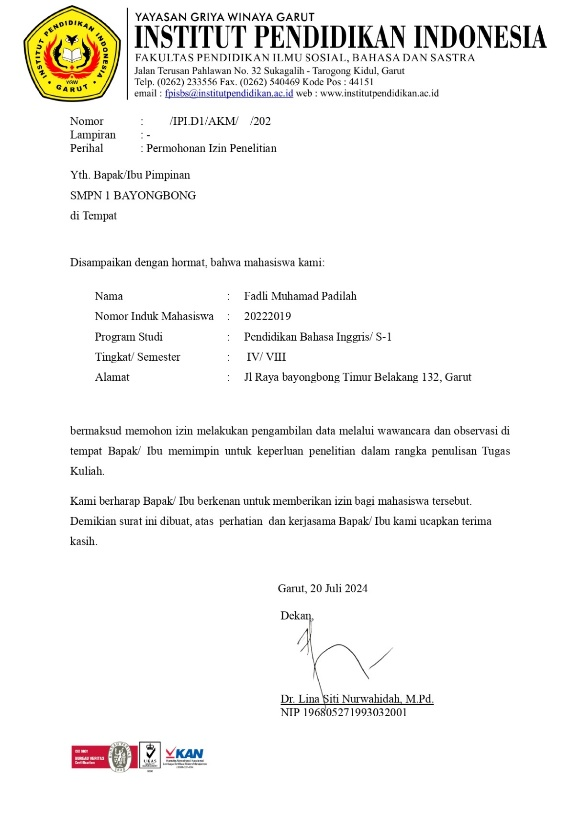 INSTITUT PENDIDIKAN INDONESIA
YGW
GARUT
YAYASAN GRIYA WINAYA GARUT
INSTITUT PENDIDIKAN INDONESIA
FAKULTAS PENDIDIKAN ILMU SOSIAL, BAHASA DAN SASTRA
Jalan Terusan Pahlawan No. 32 Sukagalih - Tarogong Kidul, Garut
Telp. (0262) 233556 Fax. (0262) 540469 Kode Pos : 44151
email : fpisbs@institutpendidikan.ac.id web : www.institutpendidikan.ac.id
Nomor : /IPI.D1/AKM/ /202
Lampiran : -
Perihal : Permohonan Izin Penelitian
Yth. Bapak/Ibu Pimpinan
SMPN 1 BAYONGBONG
di Tempat
Disampaikan dengan hormat, bahwa mahasiswa kami:
Nama : Fadli Muhamad Padilah
Nomor Induk Mahasiswa : 20222019
Program Studi : Pendidikan Bahasa Inggris/ S-1
Tingkat/ Semester : IV/ VIII
Alamat : Jl Raya bayongbong Timur Belakang 132, Garut
bermaksud memohon izin melakukan pengambilan data melalui wawancara dan observasi di
tempat Bapak/ Ibu memimpin untuk keperluan penelitian dalam rangka penulisan Tugas
Kuliah.
Kami berharap Bapak/ Ibu berkenan untuk memberikan izin bagi mahasiswa tersebut.
Demikian surat ini dibuat, atas perhatian dan kerjasama Bapak/ Ibu kami ucapkan terima
kasih.
Garut, 20 Juli 2024
Dekan,
Dr. Lina Siti Nurwahidah, M.Pd.
NIP 196805271993032001
ISO 9001
BUREAU VERITAS
Certification
UKAS
KAN